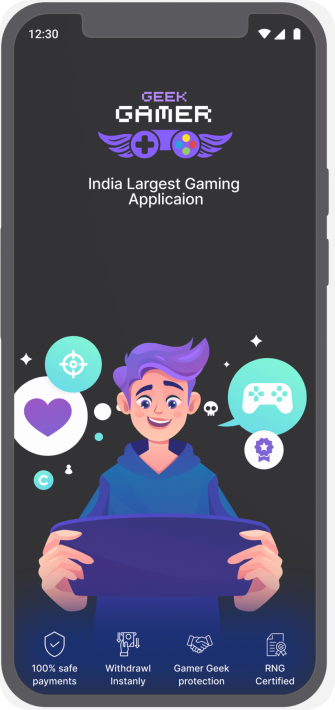 12:30
GEEK
GAMER
India Largest Gaming
Applicaion
C
100% safe
payments
Withdrawl
Instanly
Gamer Geek
protection
RNG
Certified